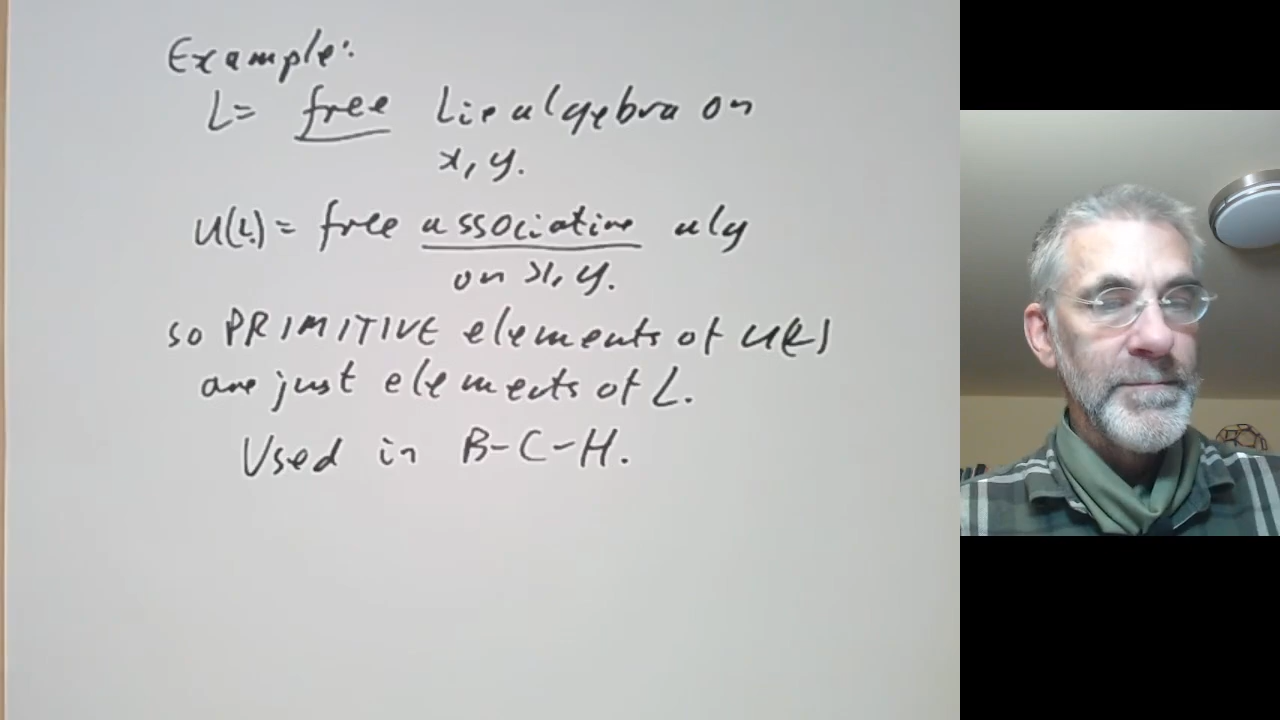 Example:
L= free Lie algebra on
x, y.
U(L)= free associative alg
on x, y.
so PRIMITIVE elements of U(L)
are just elements of L.
Used in B-C-H.